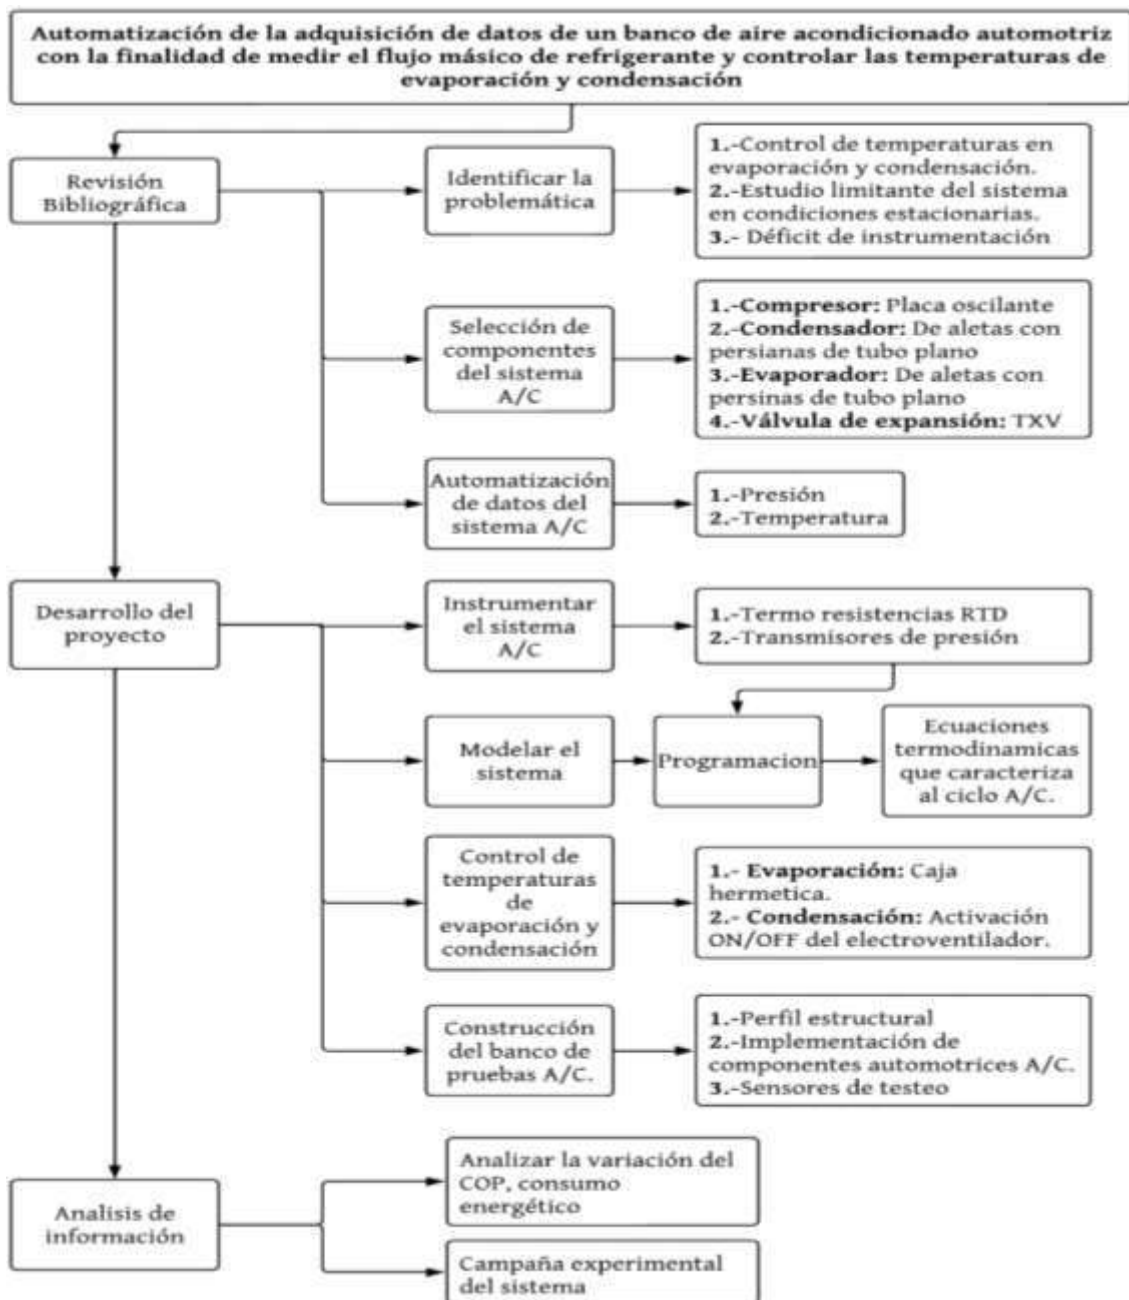 Automatización de la adquisición de datos de un banco de aire acondicionado automotriz
con la finalidad de medir el flujo másico de refrigerante y controlar las temperaturas de
evaporación y condensación
Revisión
Bibliográfica
Identificar la
problemática
1.-Control de temperaturas en
evaporación y condensación.
2.-Estudio limitante del sistema
en condiciones estacionarias.
3.- Déficit de instrumentación
Selección de
componentes
del sistema
A/C
1.-Compresor: Placa oscilante
2.-Condensador: De aletas con
persianas de tubo plano
3.-Evaporador: De aletas con
persinas de tubo plano
4.-Válvula de expansión: TXV
Automatización
de datos del
sistema A/C
1.-Presión
2.-Temperatura
Desarrollo del
proyecto
Instrumentar
el sistema
A/C
1.-Termo resistencias RTD
2.-Transmisores de presión
Modelar el
sistema
Programacion
Ecuaciones
termodinamicas
que caracteriza
al ciclo A/C.
Control de
temperaturas
de
evaporación y
condensación
1.- Evaporación: Caja
hermetica.
2.- Condensación: Activación
ON/OFF del electroventilador.
Construcción
del banco de
pruebas A/C.
1.-Perfil estructural
2.-Implementación de
componentes automotrices A/C.
3.-Sensores de testeo
Analisis de
información
Analizar la variación del
COP, consumo
energético
Campaña experimental
del sistema